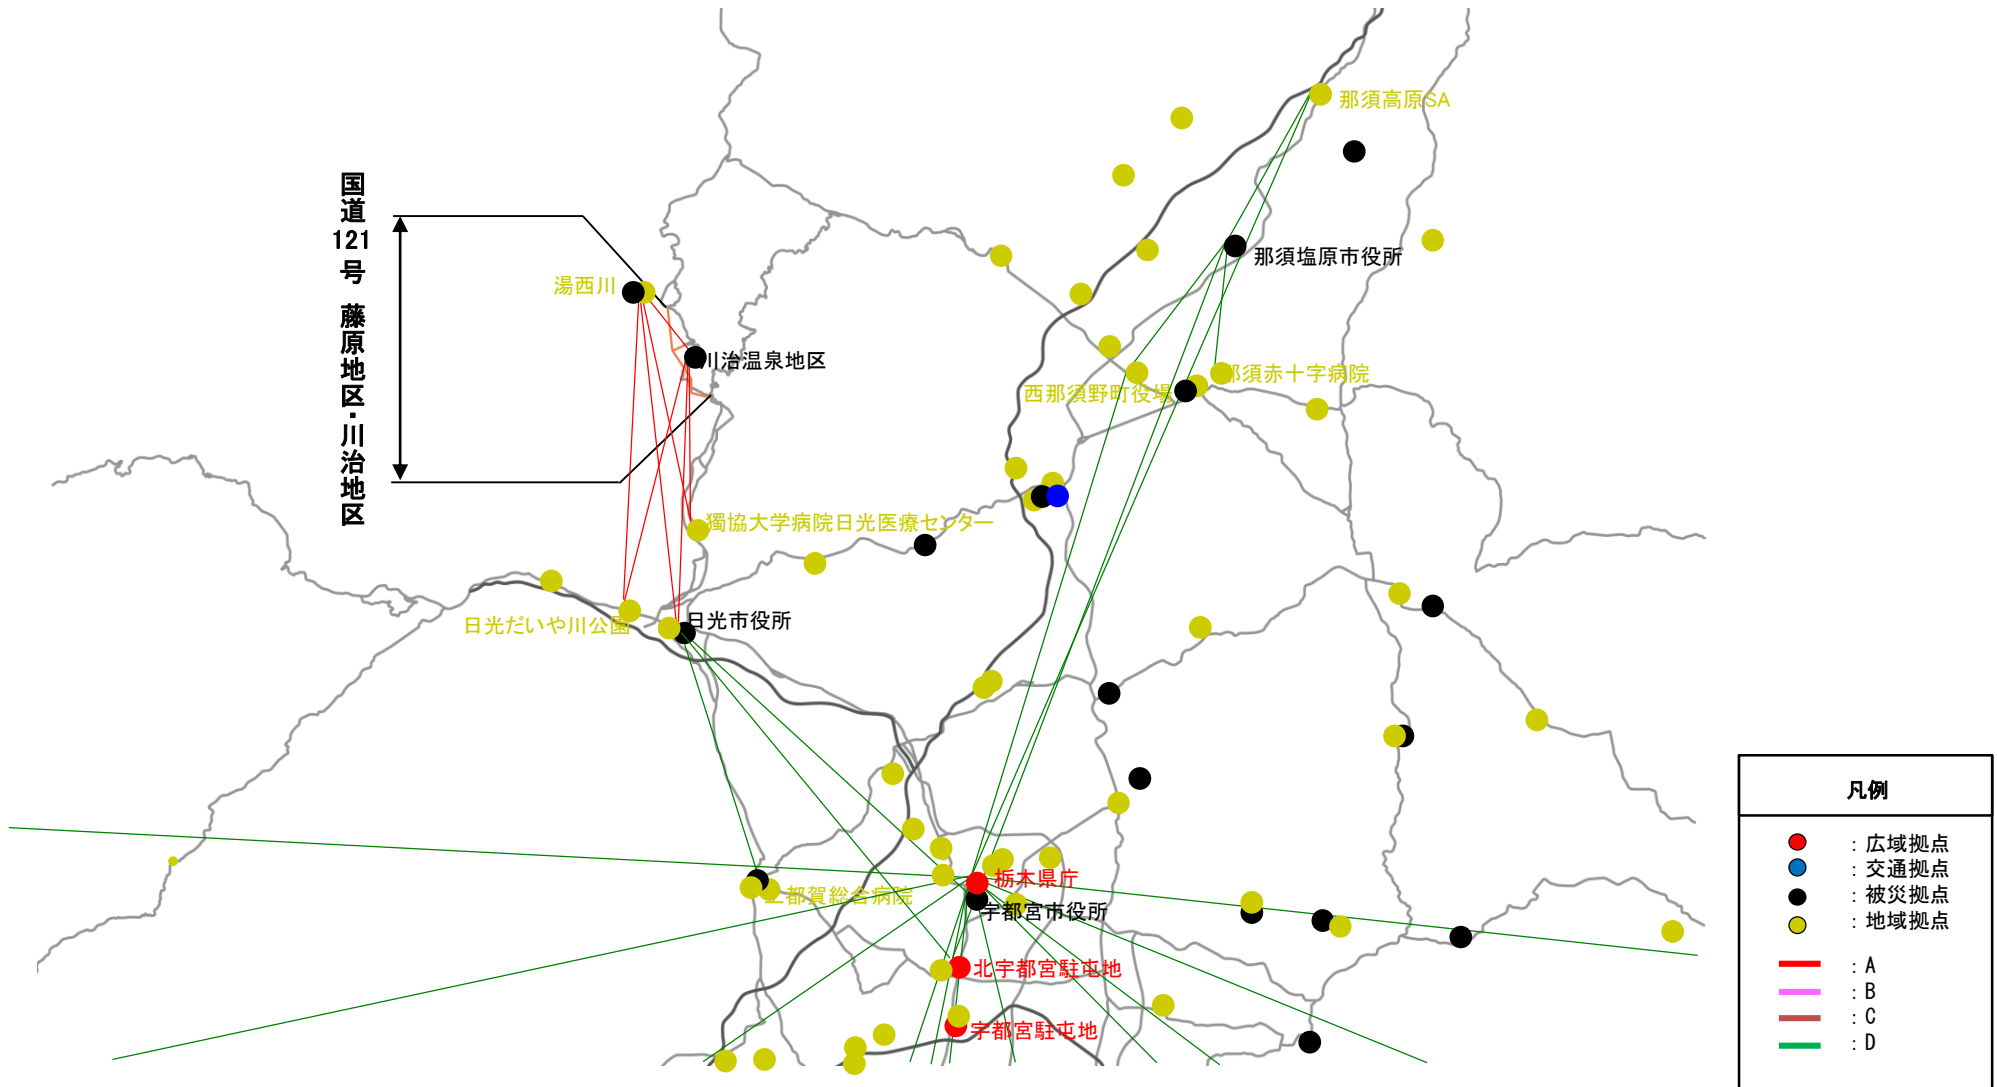 那須高原SA
国道121号 藤原地区・川治地区
那須塩原市役所
湯西川
川治温泉地区
那須赤十字病院
西那須野町役場
獨協大学病院日光医療センター
日光市役所
日光だいや川公園
凡例
：広域拠点
：交通拠点
：被災拠点
：地域拠点
：A
：B
：C
：D
栃木県庁
上都賀総合病院
宇都宮市役所
北宇都宮駐屯地
宇都宮駐屯地